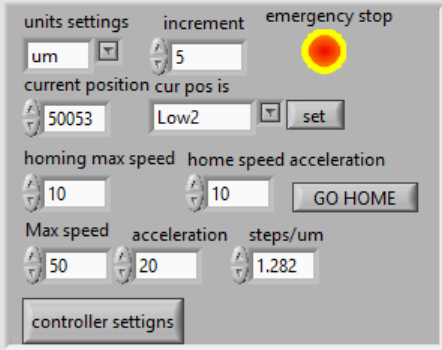 units settings increment emergency stop
um 5
current position cur pos is
50053 Low2 set
homing max speed home speed acceleration
10 10 GO HOME
Max speed acceleration steps/um
50 20 1.282
controller settigns